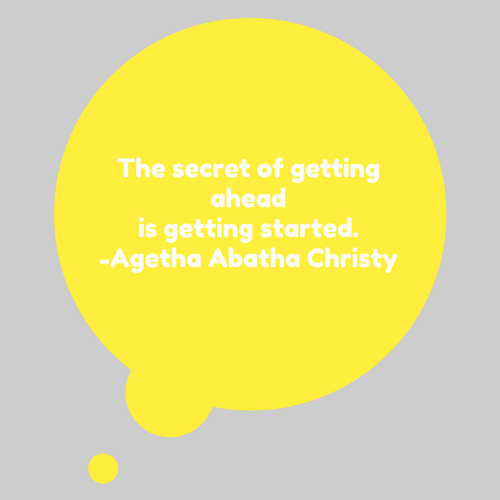 The secret of getting
ahead
is getting started.
-Agetha Abatha Christy